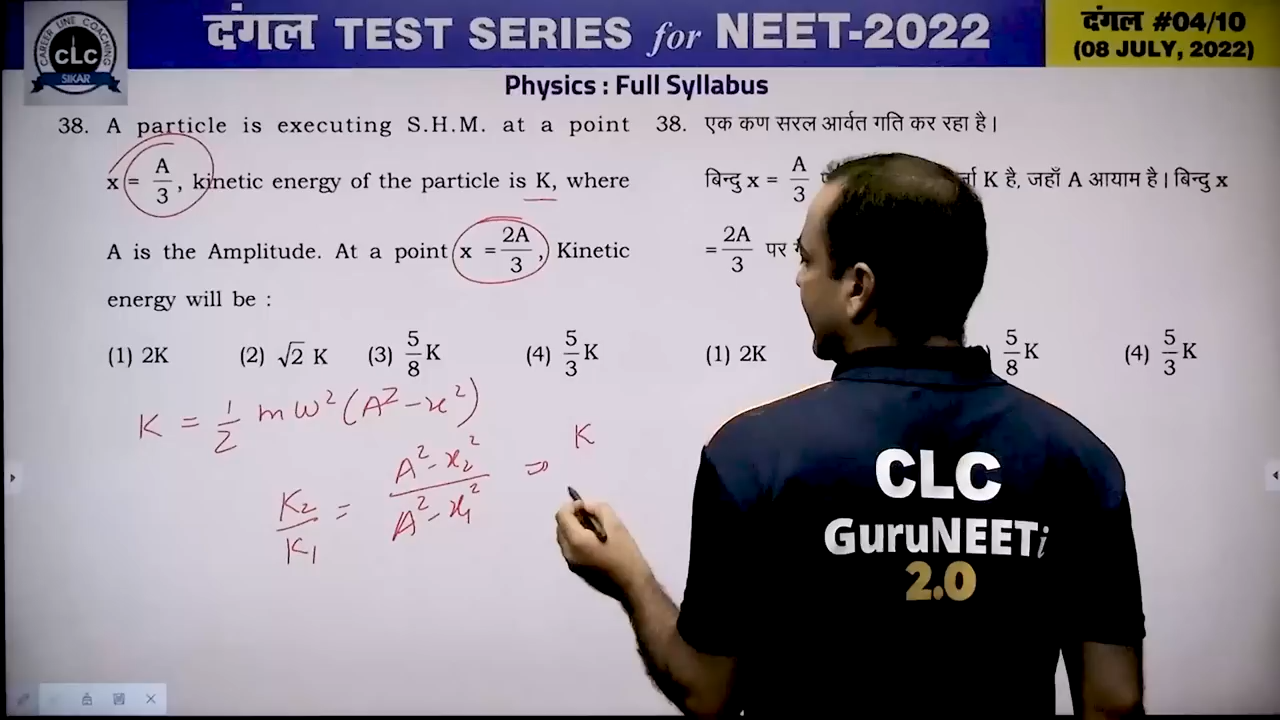 CAREER LINE COACHING
CLC
SIKAR
दंगल TEST SERIES for NEET-2022
दंगल #04/10
(08 JULY, 2022)
Physics : Full Syllabus
38. A particle is executing S.H.M. at a point
x = A/3, kinetic energy of the particle is K, where
A is the Amplitude. At a point x = 2A/3, Kinetic
energy will be :
(1) 2K (2) √2 K (3) 5/8 K (4) 5/3 K
38. एक कण सरल आर्वत गति कर रहा है।
बिन्दु x = A/3 K है, जहाँ A आयाम है। बिन्दु x
= 2A/3 पर
(1) 2K 5/8 K (4) 5/3 K
K = 1/2 mω² (A² - x²)
K₂/K₁ = (A² - x₂²)/(A² - x₁²) ⇒ K
CLC
GuruNEETi
2.0